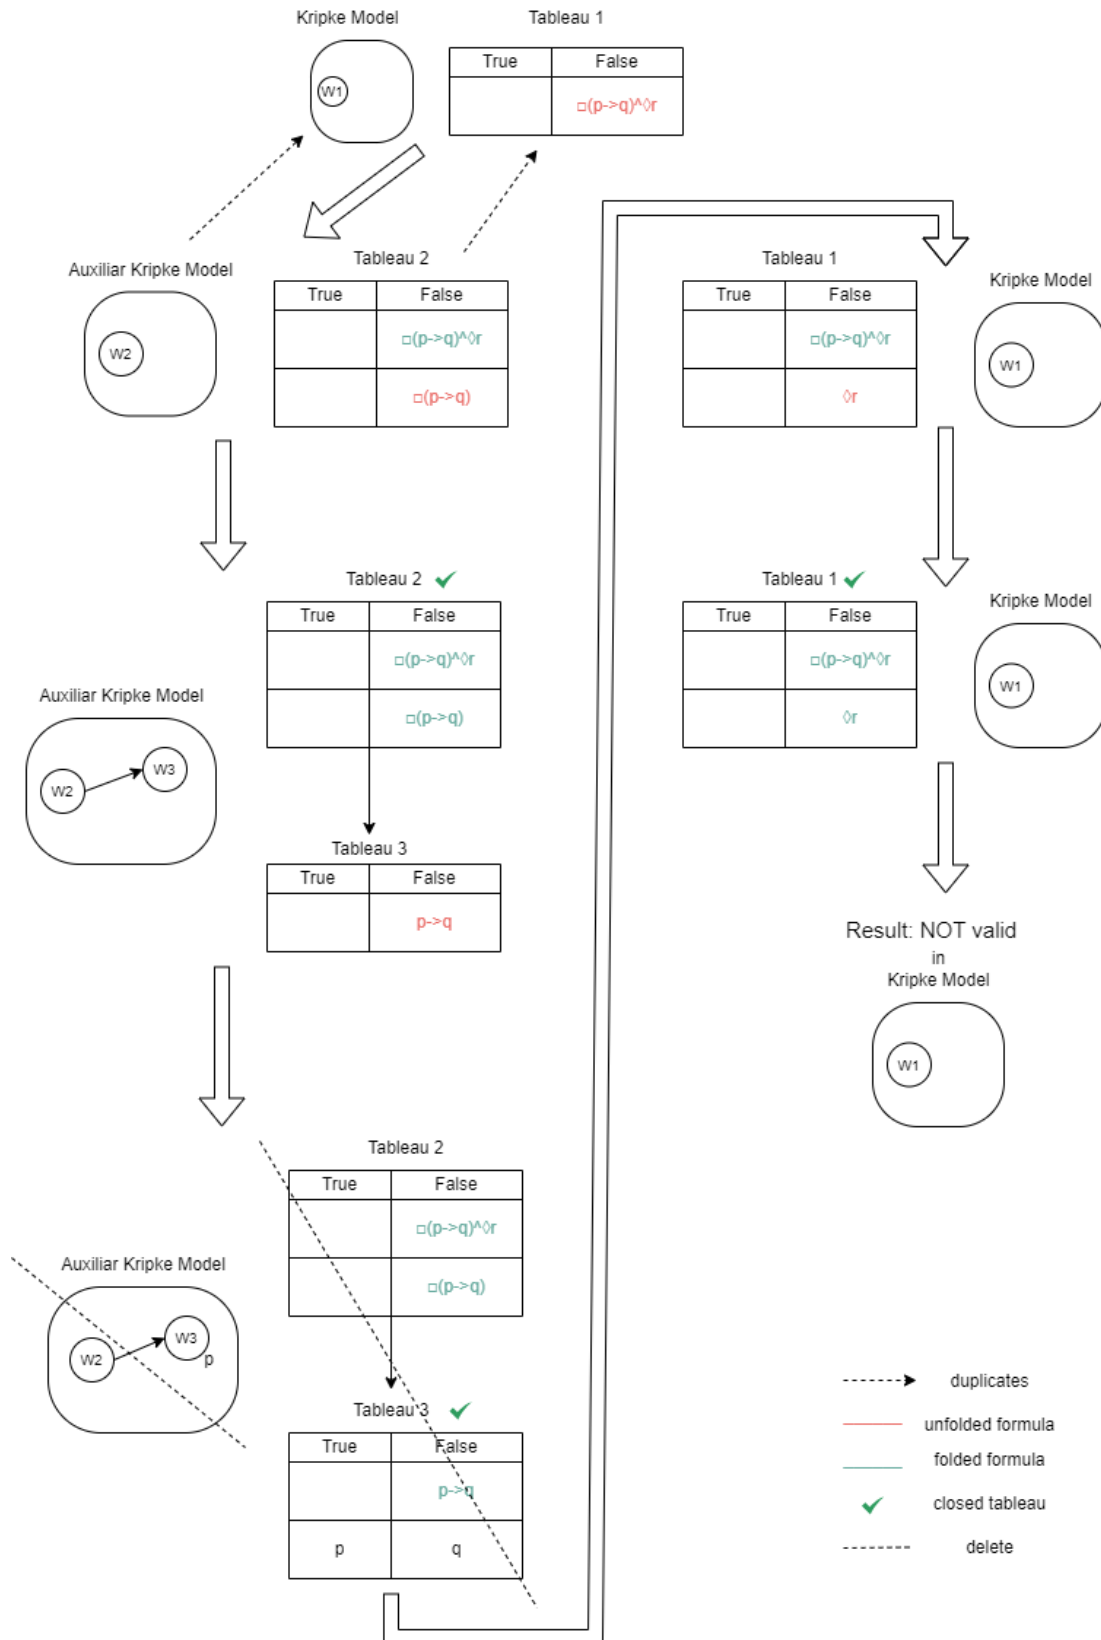 Kripke Model
W1
Tableau 1
True False
□(p->q)^◊r
Auxiliar Kripke Model
W2
Tableau 2
True False
□(p->q)^◊r
□(p->q)
Tableau 2
True False
□(p->q)^◊r
□(p->q)
Auxiliar Kripke Model
W2
W3
Tableau 3
True False
p->q
Tableau 2
True False
□(p->q)^◊r
□(p->q)
Auxiliar Kripke Model
W2
W3
p
Tableau 3
True False
p->q
p q
Tableau 1
True False
□(p->q)^◊r
◊r
Kripke Model
W1
Tableau 1
True False
□(p->q)^◊r
◊r
Kripke Model
W1
Result: NOT valid
in
Kripke Model
W1
duplicates
unfolded formula
folded formula
closed tableau
delete